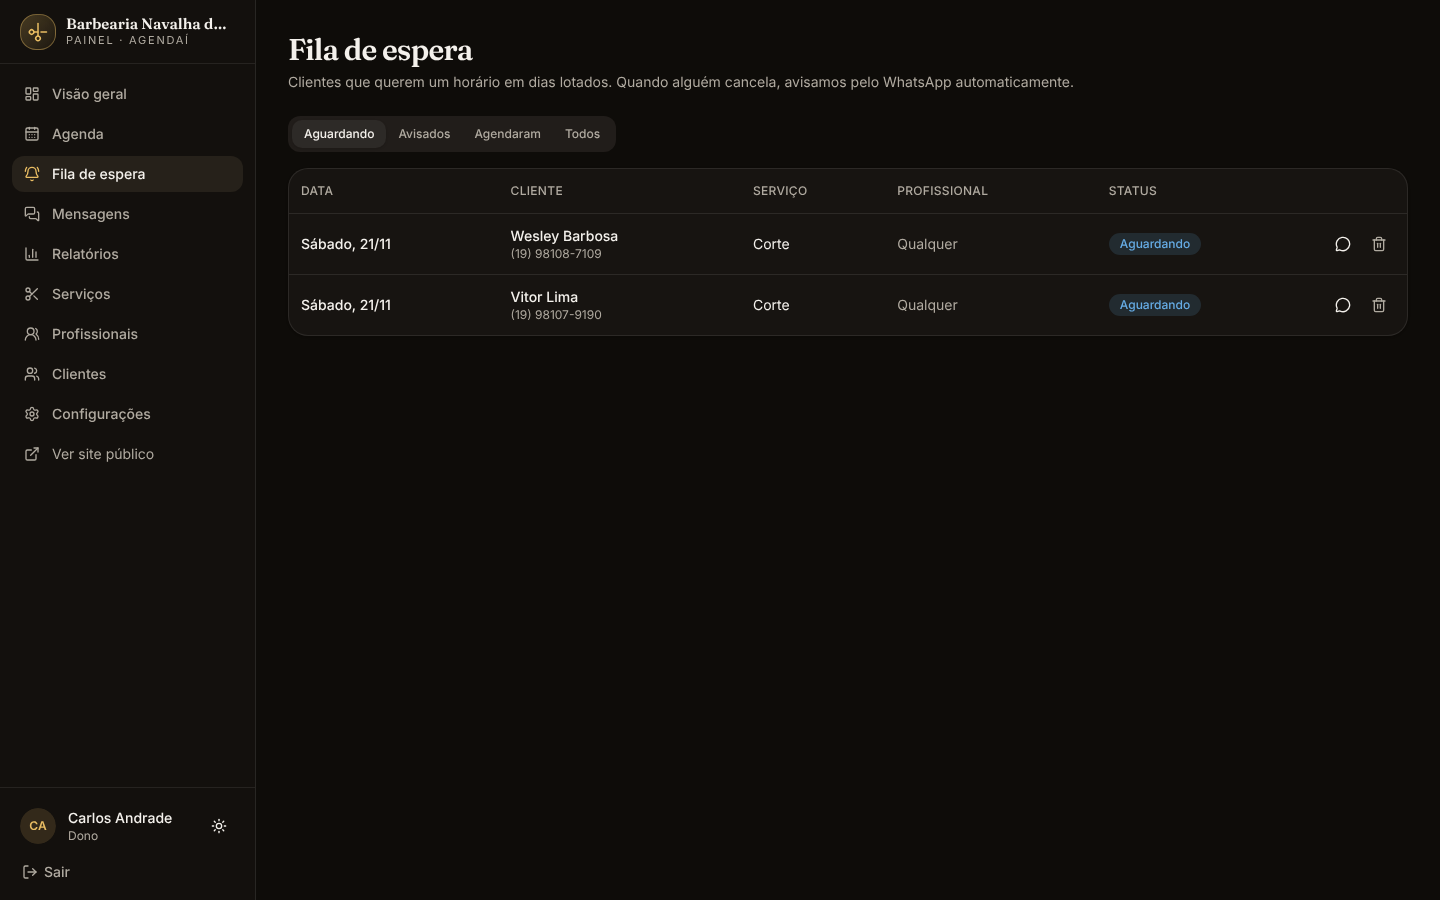 Barbearia Navalha d...
PAINEL · AGENDAÍ
Visão geral
Agenda
Fila de espera
Mensagens
Relatórios
Serviços
Profissionais
Clientes
Configurações
Ver site público
CA
Carlos Andrade
Dono
Sair
Fila de espera
Clientes que querem um horário em dias lotados. Quando alguém cancela, avisamos pelo WhatsApp automaticamente.
Aguardando Avisados Agendaram Todos
DATA CLIENTE SERVIÇO PROFISSIONAL STATUS
Sábado, 21/11 Wesley Barbosa Corte Qualquer Aguardando
(19) 98108-7109
Sábado, 21/11 Vitor Lima Corte Qualquer Aguardando
(19) 98107-9190